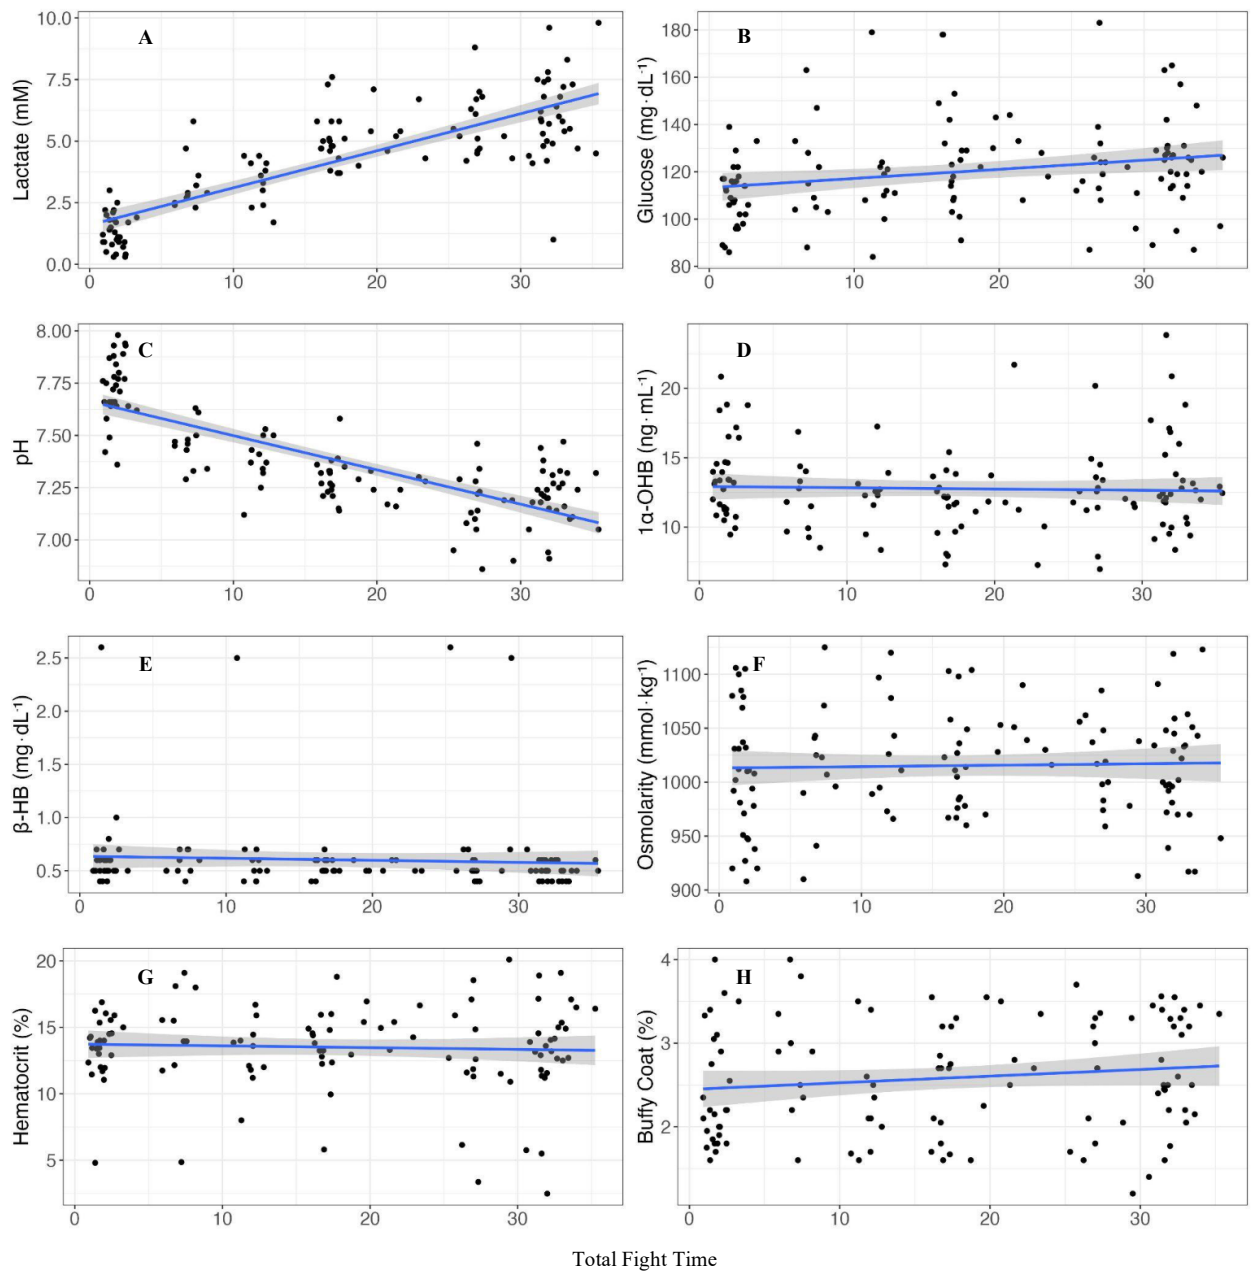 A
Lactate (mM)
10.0
7.5
5.0
2.5
0.0
0 10 20 30
B
Glucose (mg·dL⁻¹)
180
160
140
120
100
80
0 10 20 30
C
pH
8.00
7.75
7.50
7.25
7.00
0 10 20 30
D
1α-OHB (ng·mL⁻¹)
20
15
10
0 10 20 30
E
β-HB (mg·dL⁻¹)
2.5
2.0
1.5
1.0
0.5
0 10 20 30
F
Osmolarity (mmol·kg⁻¹)
1100
1050
1000
950
900
0 10 20 30
G
Hematocrit (%)
20
15
10
5
0 10 20 30
H
Buffy Coat (%)
4
3
2
0 10 20 30
Total Fight Time